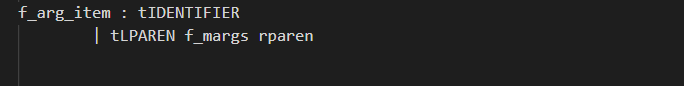 f_arg_item : tIDENTIFIER
| tLPAREN f_margs rparen